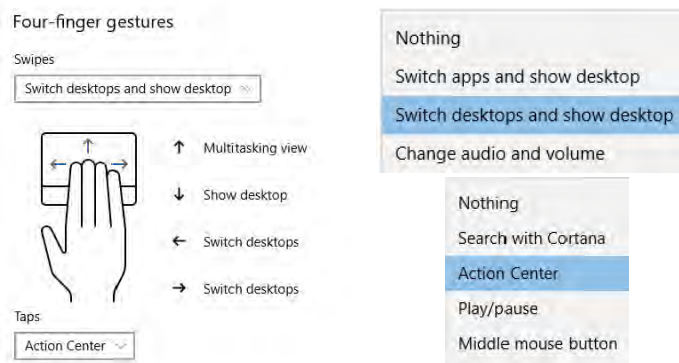 Four-finger gestures
Swipes
Switch desktops and show desktop
↑ Multitasking view
↓ Show desktop
← Switch desktops
→ Switch desktops
Taps
Action Center
Nothing
Switch apps and show desktop
Switch desktops and show desktop
Change audio and volume
Nothing
Search with Cortana
Action Center
Play/pause
Middle mouse button